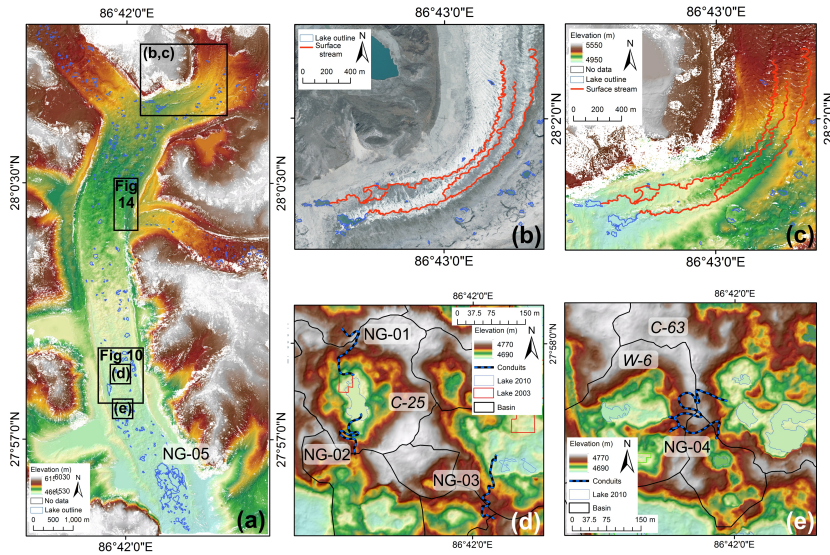 86°42'0"E
(b,c)
Fig
14
Fig 10
(d)
(e)
NG-05
28°0'30"N
27°57'0"N
28°0'30"N
27°57'0"N
Elevation (m)
No data
Lake outline
N
0 500 1,000 m
(a)
86°42'0"E
86°43'0"E
Lake outline
Surface
stream
N
0 200 400 m
(b)
86°43'0"E
86°43'0"E
Elevation (m)
5550
4950
No data
Lake outline
Surface stream
N
0 200 400 m
28°2'0"N
28°2'0"N
(c)
86°43'0"E
86°42'0"E
NG-01
C-25
NG-02
NG-03
0 37.5 75 150 m
Elevation (m)
4770
4690
N
Conduits
Lake 2010
Lake 2003
Basin
(d)
86°42'0"E
86°42'0"E
27°58'0"N
C-63
W-6
NG-04
Elevation (m)
4770
4690
N
Conduits
Lake 2010
Basin
0 37.5 75 150 m
(e)
86°42'0"E